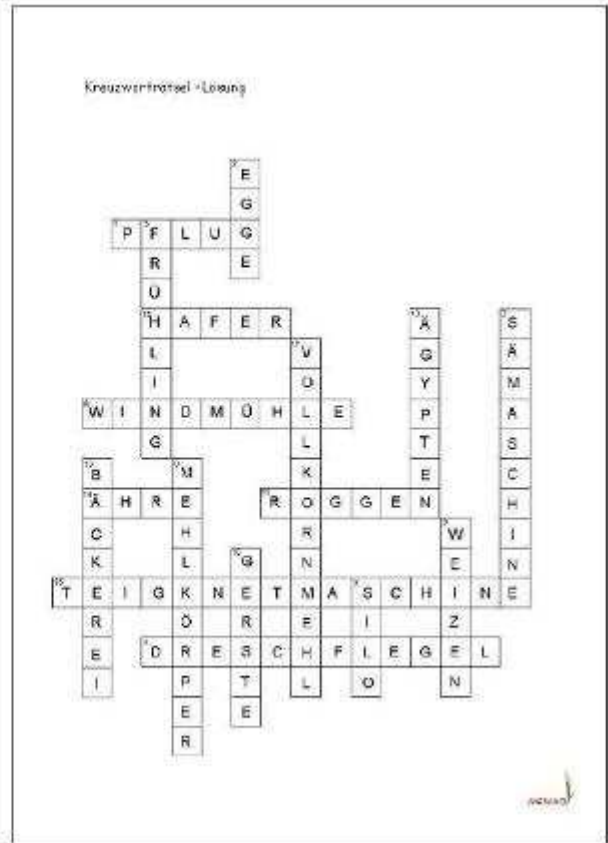 Kreuzworträtsel - Lösung
EGGE
PFLUG
FRÜHLING
HAFER
ÄGYPTEN
SÄMASCHINE
VOLLKORNMEHL
WINDMÜHLE
BÄCKEREI
MEHLKÖRPER
ÄHRE
ROGGEN
WEIZEN
GERSTE
TEIGKNETMASCHINE
SILO
DRESCHFLEGEL